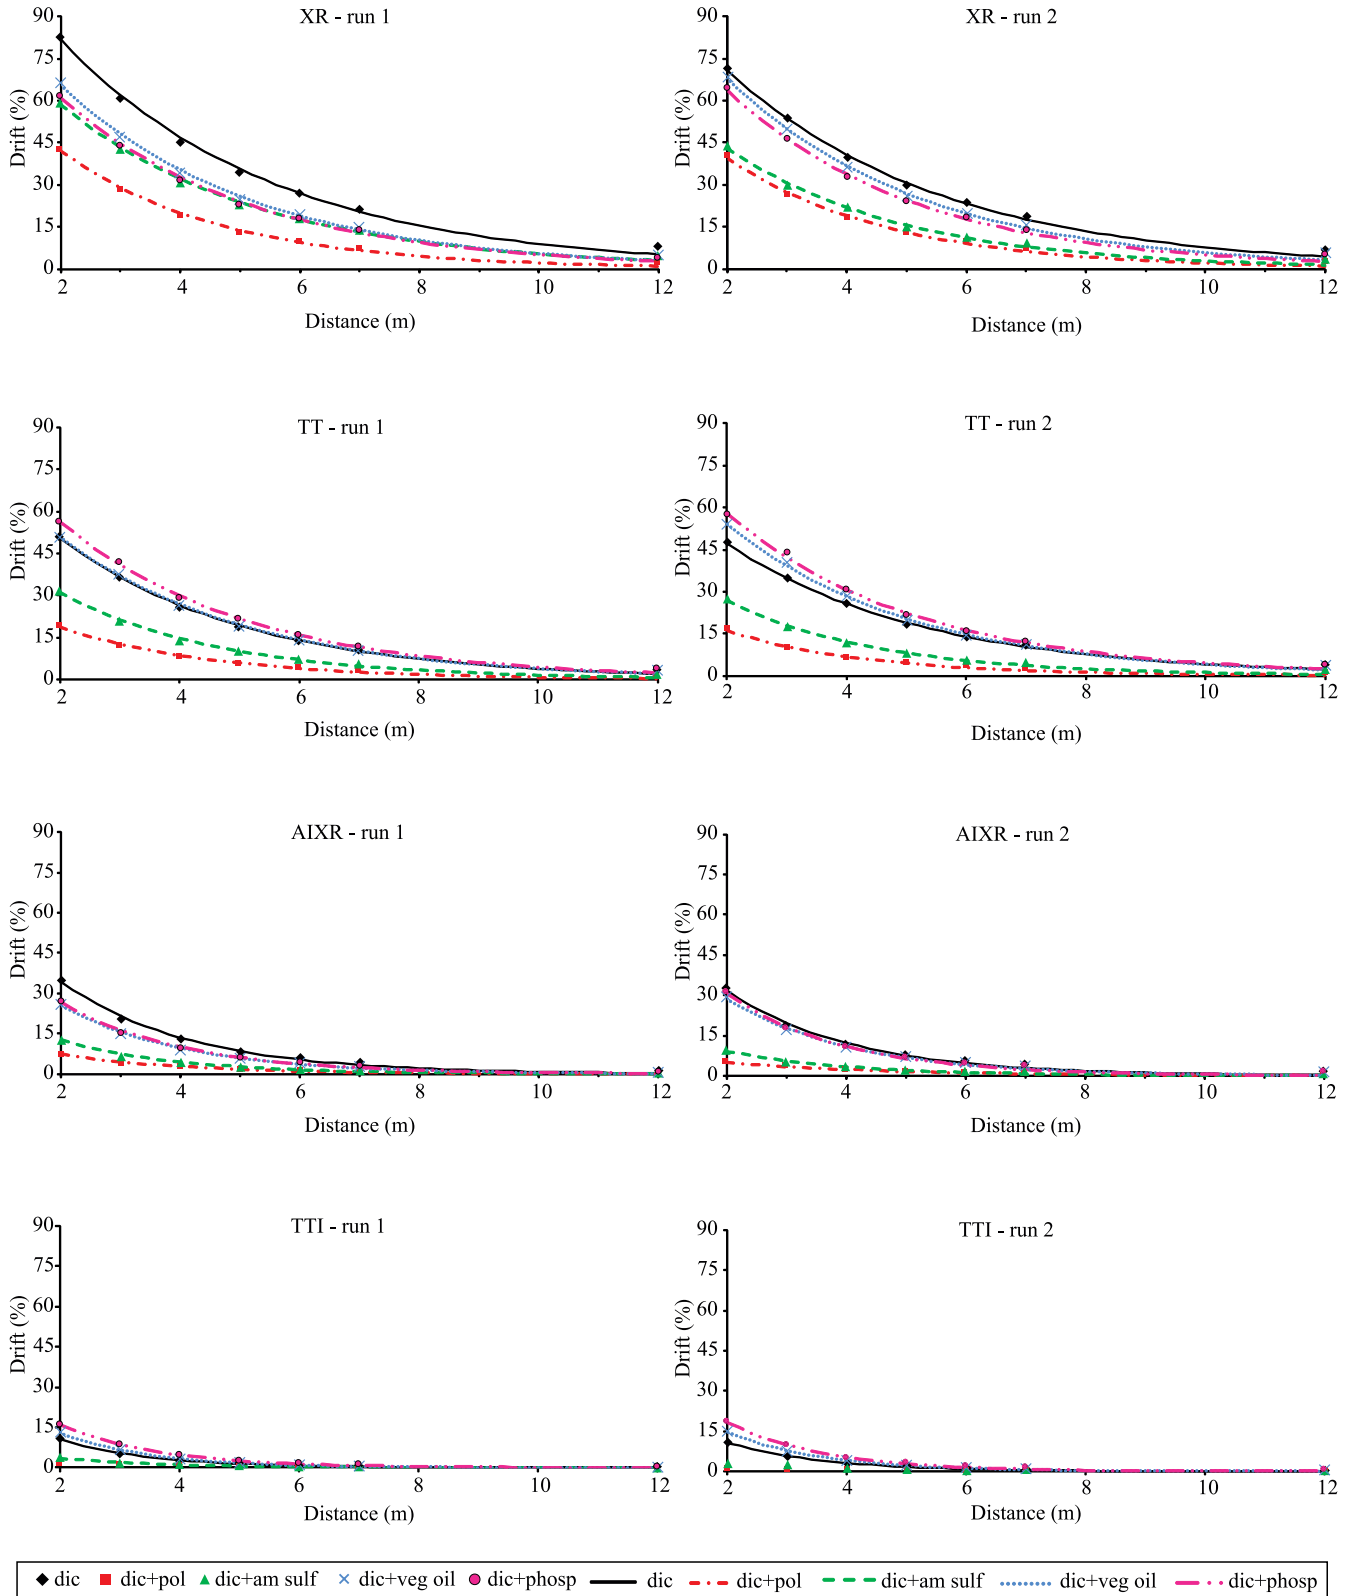 XR - run 1
90
75
60
45
30
15
0
Drift (%)
2 4 6 8 10 12
Distance (m)
XR - run 2
90
75
60
45
30
15
0
Drift (%)
2 4 6 8 10 12
Distance (m)
TT - run 1
90
75
60
45
30
15
0
Drift (%)
2 4 6 8 10 12
Distance (m)
TT - run 2
90
75
60
45
30
15
0
Drift (%)
2 4 6 8 10 12
Distance (m)
AIXR - run 1
90
75
60
45
30
15
0
Drift (%)
2 4 6 8 10 12
Distance (m)
AIXR - run 2
90
75
60
45
30
15
0
Drift (%)
2 4 6 8 10 12
Distance (m)
TTI - run 1
90
75
60
45
30
15
0
Drift (%)
2 4 6 8 10 12
Distance (m)
TTI - run 2
90
75
60
45
30
15
0
Drift (%)
2 4 6 8 10 12
Distance (m)
dic dic+pol dic+am sulf dic+veg oil dic+phosp dic dic+pol dic+am sulf dic+veg oil dic+phosp